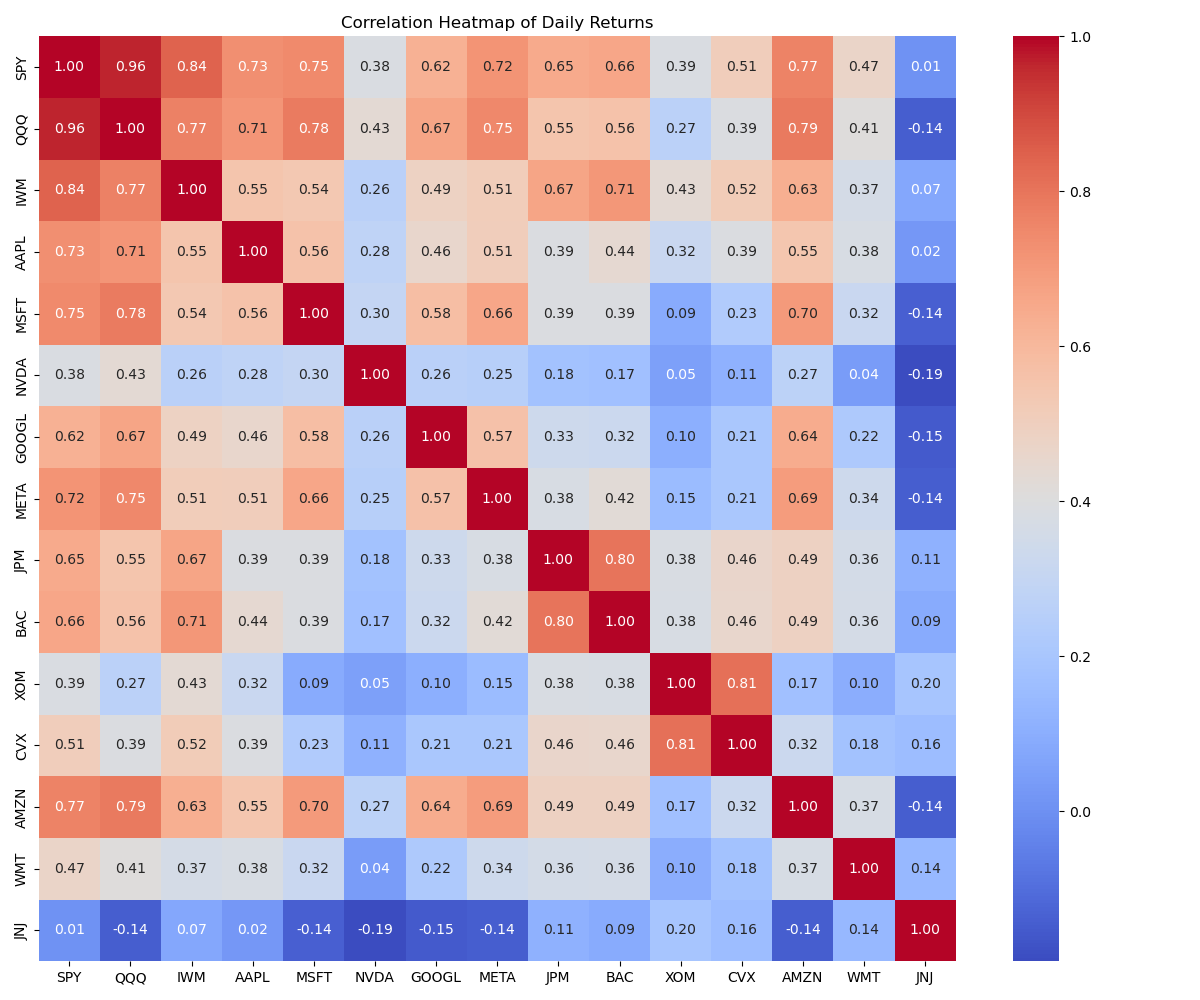 Correlation Heatmap of Daily Returns
SPY 1.00 0.96 0.84 0.73 0.75 0.38 0.62 0.72 0.65 0.66 0.39 0.51 0.77 0.47 0.01
QQQ 0.96 1.00 0.77 0.71 0.78 0.43 0.67 0.75 0.55 0.56 0.27 0.39 0.79 0.41 -0.14
IWM 0.84 0.77 1.00 0.55 0.54 0.26 0.49 0.51 0.67 0.71 0.43 0.52 0.63 0.37 0.07
AAPL 0.73 0.71 0.55 1.00 0.56 0.28 0.46 0.51 0.39 0.44 0.32 0.39 0.55 0.38 0.02
MSFT 0.75 0.78 0.54 0.56 1.00 0.30 0.58 0.66 0.39 0.39 0.09 0.23 0.70 0.32 -0.14
NVDA 0.38 0.43 0.26 0.28 0.30 1.00 0.26 0.25 0.18 0.17 0.05 0.11 0.27 0.04 -0.19
GOOGL 0.62 0.67 0.49 0.46 0.58 0.26 1.00 0.57 0.33 0.32 0.10 0.21 0.64 0.22 -0.15
META 0.72 0.75 0.51 0.51 0.66 0.25 0.57 1.00 0.38 0.42 0.15 0.21 0.69 0.34 -0.14
JPM 0.65 0.55 0.67 0.39 0.39 0.18 0.33 0.38 1.00 0.80 0.38 0.46 0.49 0.36 0.11
BAC 0.66 0.56 0.71 0.44 0.39 0.17 0.32 0.42 0.80 1.00 0.38 0.46 0.49 0.36 0.09
XOM 0.39 0.27 0.43 0.32 0.09 0.05 0.10 0.15 0.38 0.38 1.00 0.81 0.17 0.10 0.20
CVX 0.51 0.39 0.52 0.39 0.23 0.11 0.21 0.21 0.46 0.46 0.81 1.00 0.32 0.18 0.16
AMZN 0.77 0.79 0.63 0.55 0.70 0.27 0.64 0.69 0.49 0.49 0.17 0.32 1.00 0.37 -0.14
WMT 0.47 0.41 0.37 0.38 0.32 0.04 0.22 0.34 0.36 0.36 0.10 0.18 0.37 1.00 0.14
JNJ 0.01 -0.14 0.07 0.02 -0.14 -0.19 -0.15 -0.14 0.11 0.09 0.20 0.16 -0.14 0.14 1.00
SPY QQQ IWM AAPL MSFT NVDA GOOGL META JPM BAC XOM CVX AMZN WMT JNJ
1.0
0.8
0.6
0.4
0.2
0.0